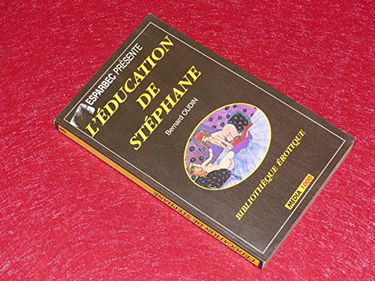 ESPARBEC PRÉSENTE
L'ÉDUCATION
DE
STÉPHANE
Bernard OUDIN
BIBLIOTHÈQUE ÉROTIQUE
MEDIA 1000